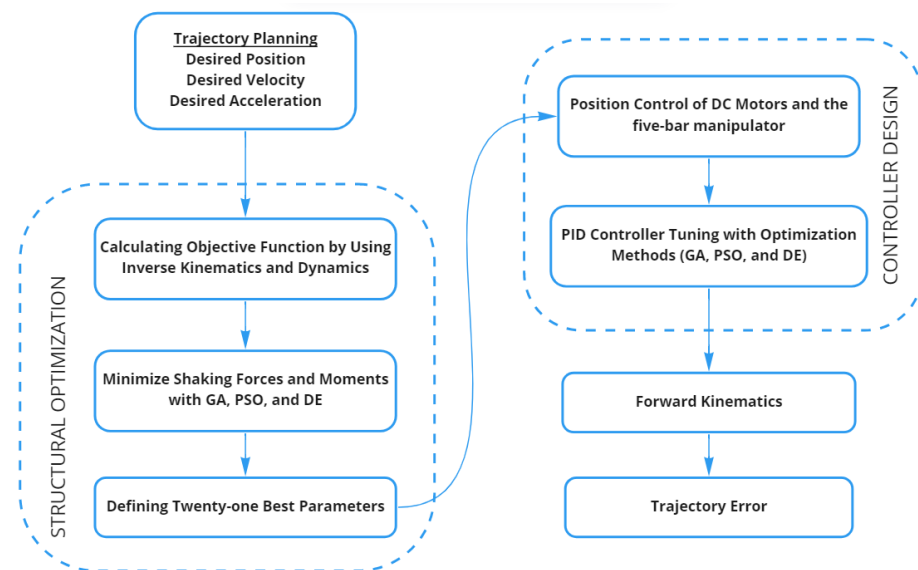 Trajectory Planning
Desired Position
Desired Velocity
Desired Acceleration
STRUCTURAL OPTIMIZATION
Calculating Objective Function by Using
Inverse Kinematics and Dynamics
Minimize Shaking Forces and Moments
with GA, PSO, and DE
Defining Twenty-one Best Parameters
CONTROLLER DESIGN
Position Control of DC Motors and the
five-bar manipulator
PID Controller Tuning with Optimization
Methods (GA, PSO, and DE)
Forward Kinematics
Trajectory Error